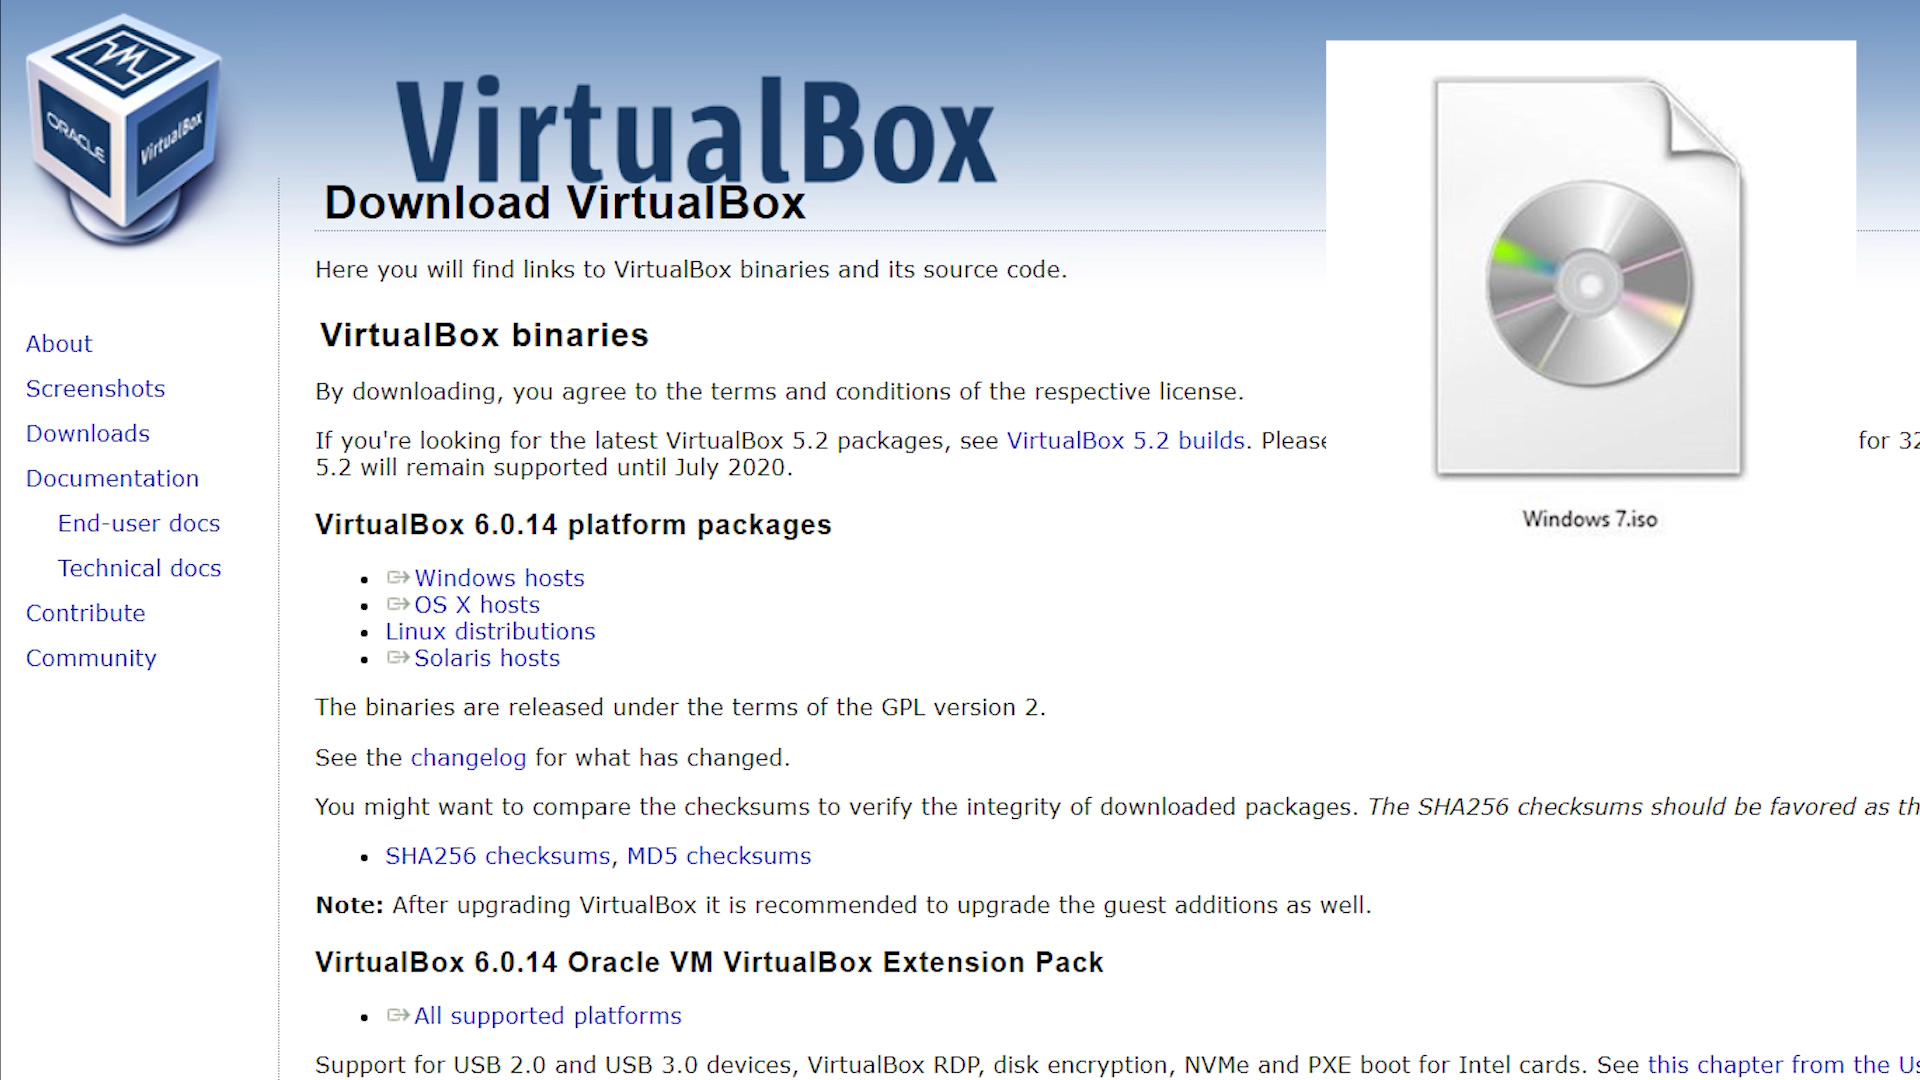 ORACLE
VirtualBox
VirtualBox
Download VirtualBox
Here you will find links to VirtualBox binaries and its source code.
About
Screenshots
Downloads
Documentation
End-user docs
Technical docs
Contribute
Community
VirtualBox binaries
By downloading, you agree to the terms and conditions of the respective license.
If you're looking for the latest VirtualBox 5.2 packages, see VirtualBox 5.2 builds. Please for 32
5.2 will remain supported until July 2020.
Windows 7.iso
VirtualBox 6.0.14 platform packages
Windows hosts
OS X hosts
Linux distributions
Solaris hosts
The binaries are released under the terms of the GPL version 2.
See the changelog for what has changed.
You might want to compare the checksums to verify the integrity of downloaded packages. The SHA256 checksums should be favored as th
SHA256 checksums, MD5 checksums
Note: After upgrading VirtualBox it is recommended to upgrade the guest additions as well.
VirtualBox 6.0.14 Oracle VM VirtualBox Extension Pack
All supported platforms
Support for USB 2.0 and USB 3.0 devices, VirtualBox RDP, disk encryption, NVMe and PXE boot for Intel cards. See this chapter from the Us